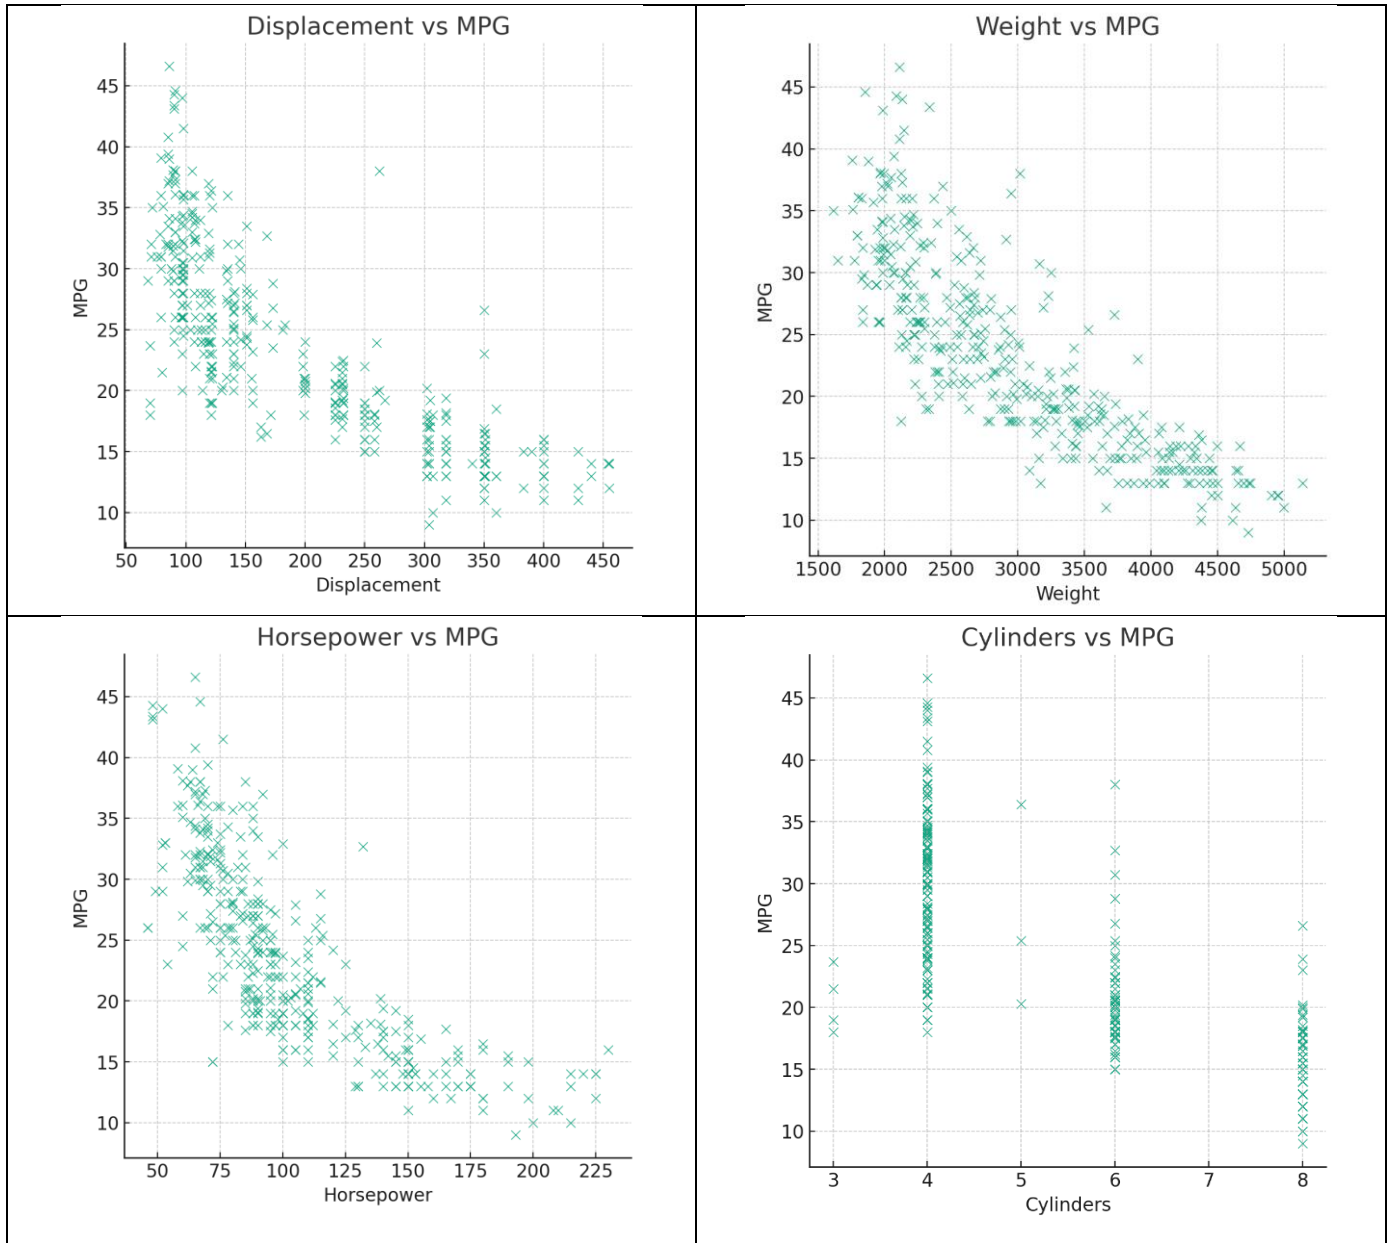 Displacement vs MPG
45
40
35
30
25
20
15
10
MPG
50 100 150 200 250 300 350 400 450
Displacement
Weight vs MPG
45
40
35
30
25
20
15
10
MPG
1500 2000 2500 3000 3500 4000 4500 5000
Weight
Horsepower vs MPG
45
40
35
30
25
20
15
10
MPG
50 75 100 125 150 175 200 225
Horsepower
Cylinders vs MPG
45
40
35
30
25
20
15
10
MPG
3 4 5 6 7 8
Cylinders